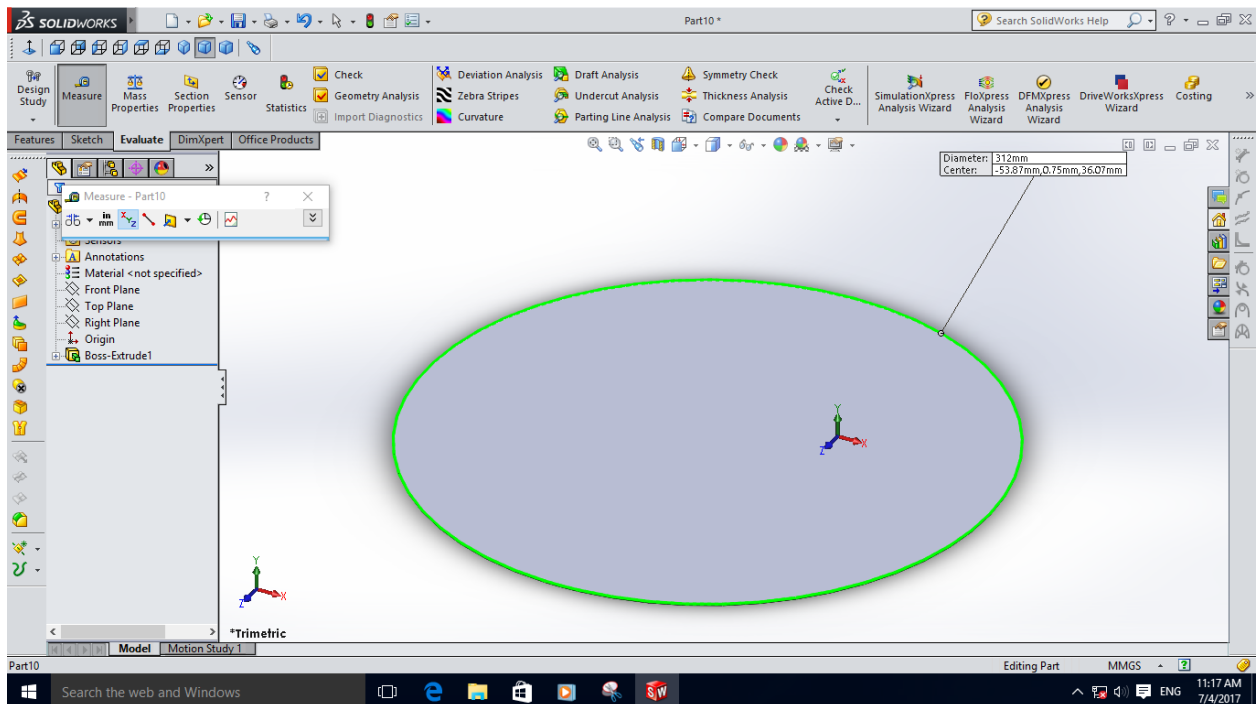 SOLIDWORKS
Part10 *
Search SolidWorks Help
Design Study
Measure
Mass Properties
Section Properties
Sensor
Statistics
Check
Geometry Analysis
Import Diagnostics
Deviation Analysis
Zebra Stripes
Curvature
Draft Analysis
Undercut Analysis
Parting Line Analysis
Symmetry Check
Thickness Analysis
Compare Documents
Check Active D...
SimulationXpress Analysis Wizard
FloXpress Analysis Wizard
DFMXpress Analysis Wizard
DriveWorksXpress Wizard
Costing
Features
Sketch
Evaluate
DimXpert
Office Products
Measure - Part10
in mm
XYZ
Sensors
Annotations
Material <not specified>
Front Plane
Top Plane
Right Plane
Origin
Boss-Extrude1
Diameter: 312mm
Center: -53.87mm,0.75mm,36.07mm
Y
X
Z
Y
X
Z
*Trimetric
Model
Motion Study 1
Part10
Editing Part
MMGS
Search the web and Windows
SW
ENG
11:17 AM
7/4/2017